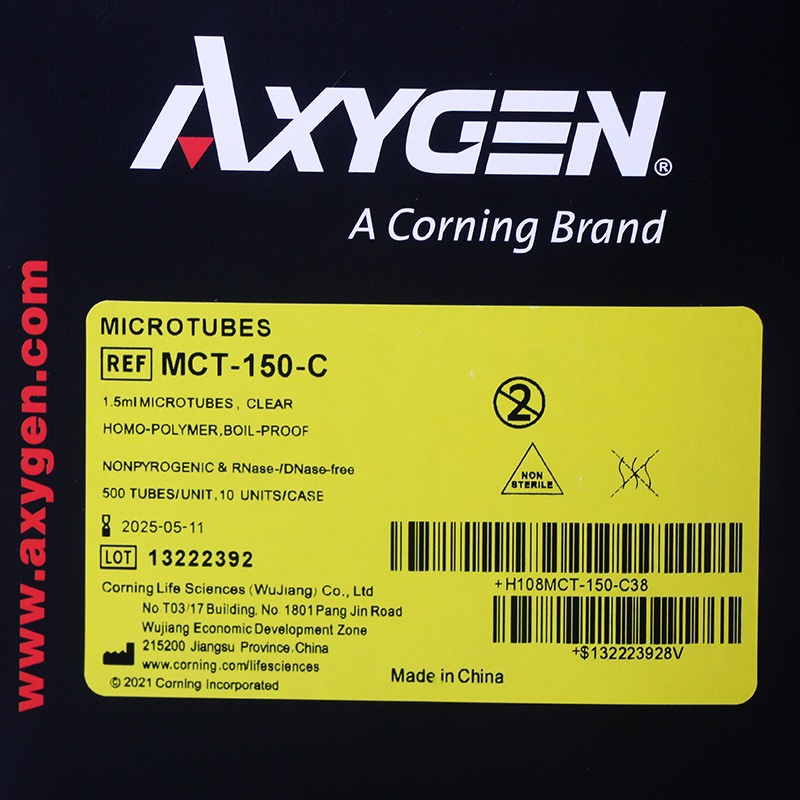 AXYGEN®
A Corning Brand
www.axygen.com
MICROTUBES
REF MCT-150-C
1.5ml MICROTUBES, CLEAR
HOMO-POLYMER,BOIL-PROOF
2
NONPYROGENIC & RNase-/DNase-free
NON
STERILE
500 TUBES/UNIT,10 UNITS/CASE
2025-05-11
LOT 13222392
+H108MCT-150-C38
Corning Life Sciences (WuJiang) Co., Ltd
No T03/17 Building, No. 1801 Pang Jin Road
Wujiang Economic Development Zone
215200 Jiangsu Province,China
www.corning.com/lifesciences
© 2021 Corning Incorporated
+$132223928V
Made in China